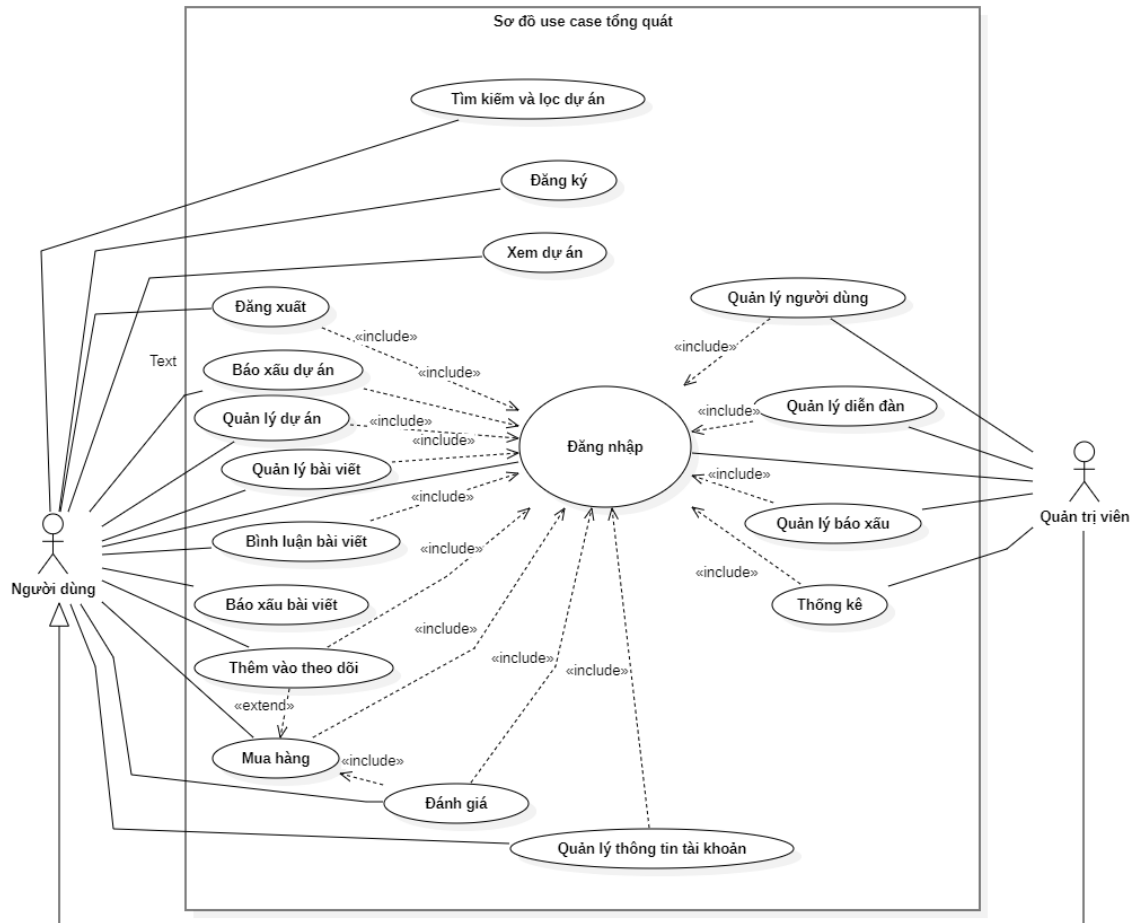 Sơ đồ use case tổng quát
Tìm kiếm và lọc dự án
Đăng ký
Xem dự án
Quản lý người dùng
Đăng xuất
«include»
«include»
Text
Báo xấu dự án
«include»
Quản lý dự án
«include»
«include»
Quản lý diễn đàn
«include»
Quản lý bài viết
Đăng nhập
«include»
Quản trị viên
Quản lý báo xấu
Bình luận bài viết
«include»
«include»
Người dùng
Báo xấu bài viết
Thống kê
«include»
«include»
«include»
Thêm vào theo dõi
«extend»
Mua hàng
«include»
Đánh giá
Quản lý thông tin tài khoản